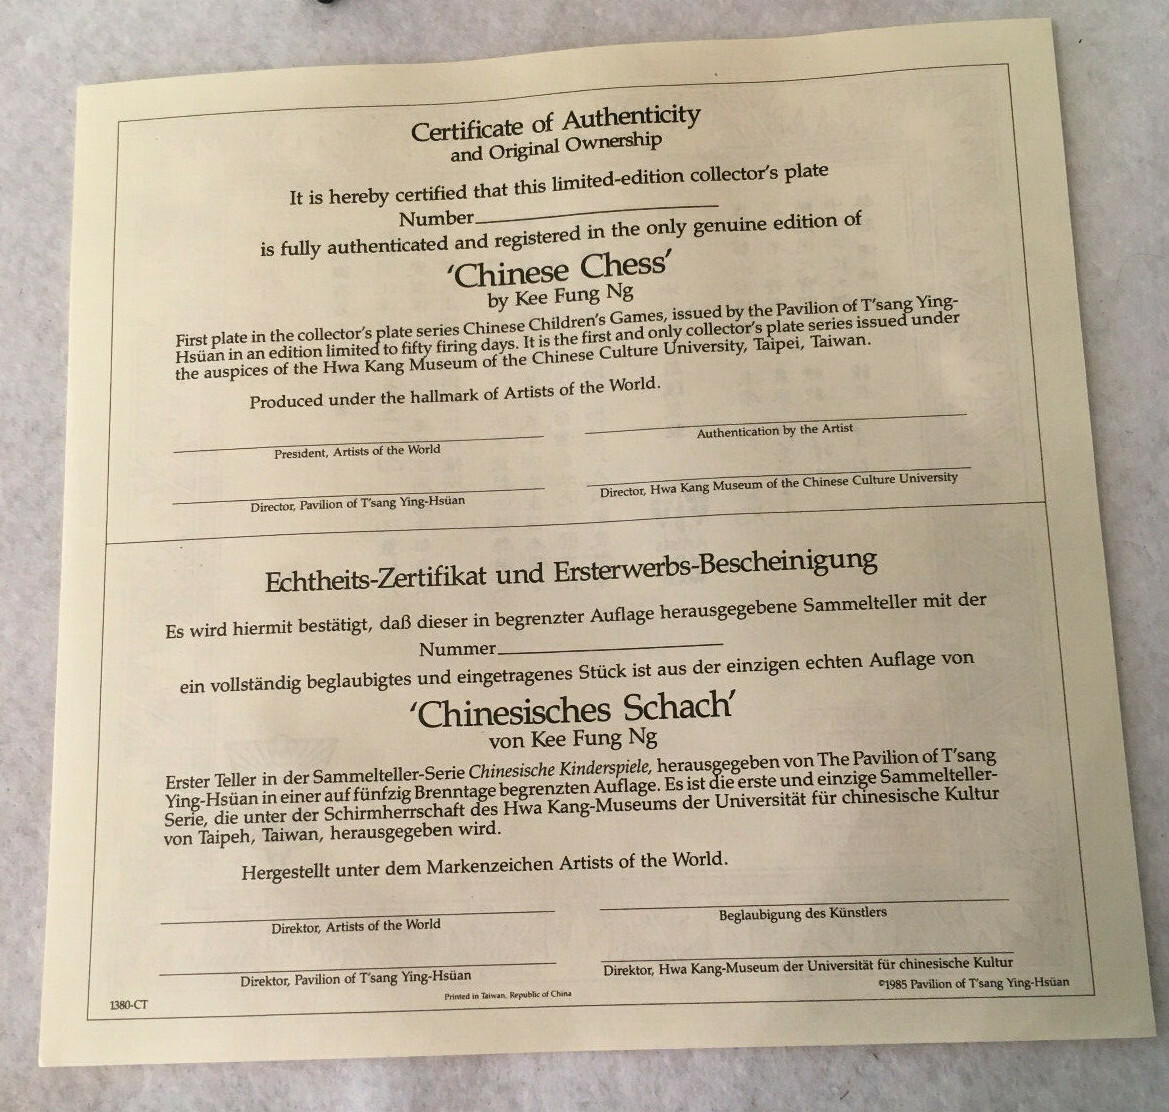 Certificate of Authenticity
and Original Ownership
It is hereby certified that this limited-edition collector's plate
Number
is fully authenticated and registered in the only genuine edition of
'Chinese Chess'
by Kee Fung Ng
First plate in the collector's plate series Chinese Children's Games, issued by the Pavilion of T'sang Ying-
Hsüan in an edition limited to fifty firing days. It is the first and only collector's plate series issued under
the auspices of the Hwa Kang Museum of the Chinese Culture University, Taipei, Taiwan.
Produced under the hallmark of Artists of the World.
President, Artists of the World
Authentication by the Artist
Director, Pavilion of T'sang Ying-Hsüan
Director, Hwa Kang Museum of the Chinese Culture University
Echtheits-Zertifikat und Ersterwerbs-Bescheinigung
Es wird hiermit bestätigt, daß dieser in begrenzter Auflage herausgegebene Sammelteller mit der
Nummer
ein vollständig beglaubigtes und eingetragenes Stück ist aus der einzigen echten Auflage von
'Chinesisches Schach'
von Kee Fung Ng
Erster Teller in der Sammelteller-Serie Chinesische Kinderspiele, herausgegeben von The Pavilion of T'sang
Ying-Hsüan in einer auf fünfzig Brenntage begrenzten Auflage. Es ist die erste und einzige Sammelteller-
Serie, die unter der Schirmherrschaft des Hwa Kang-Museums der Universität für chinesische Kultur
von Taipeh, Taiwan, herausgegeben wird.
Hergestellt unter dem Markenzeichen Artists of the World.
Direktor, Artists of the World
Beglaubigung des Künstlers
Direktor, Pavilion of T'sang Ying-Hsüan
Direktor, Hwa Kang-Museum der Universität für chinesische Kultur
1380-CT
Printed in Taiwan, Republic of China
©1985 Pavilion of T'sang Ying-Hsüan